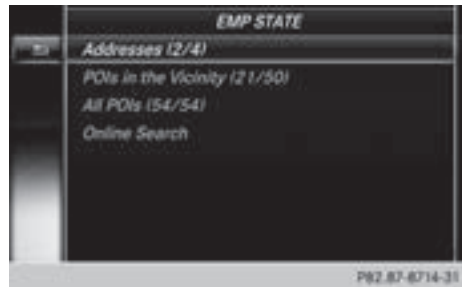 EMP STATE
Addresses (2/4)
POIs in the Vicinity (21/50)
All POIs (54/54)
Online Search
P82.87-8714-31